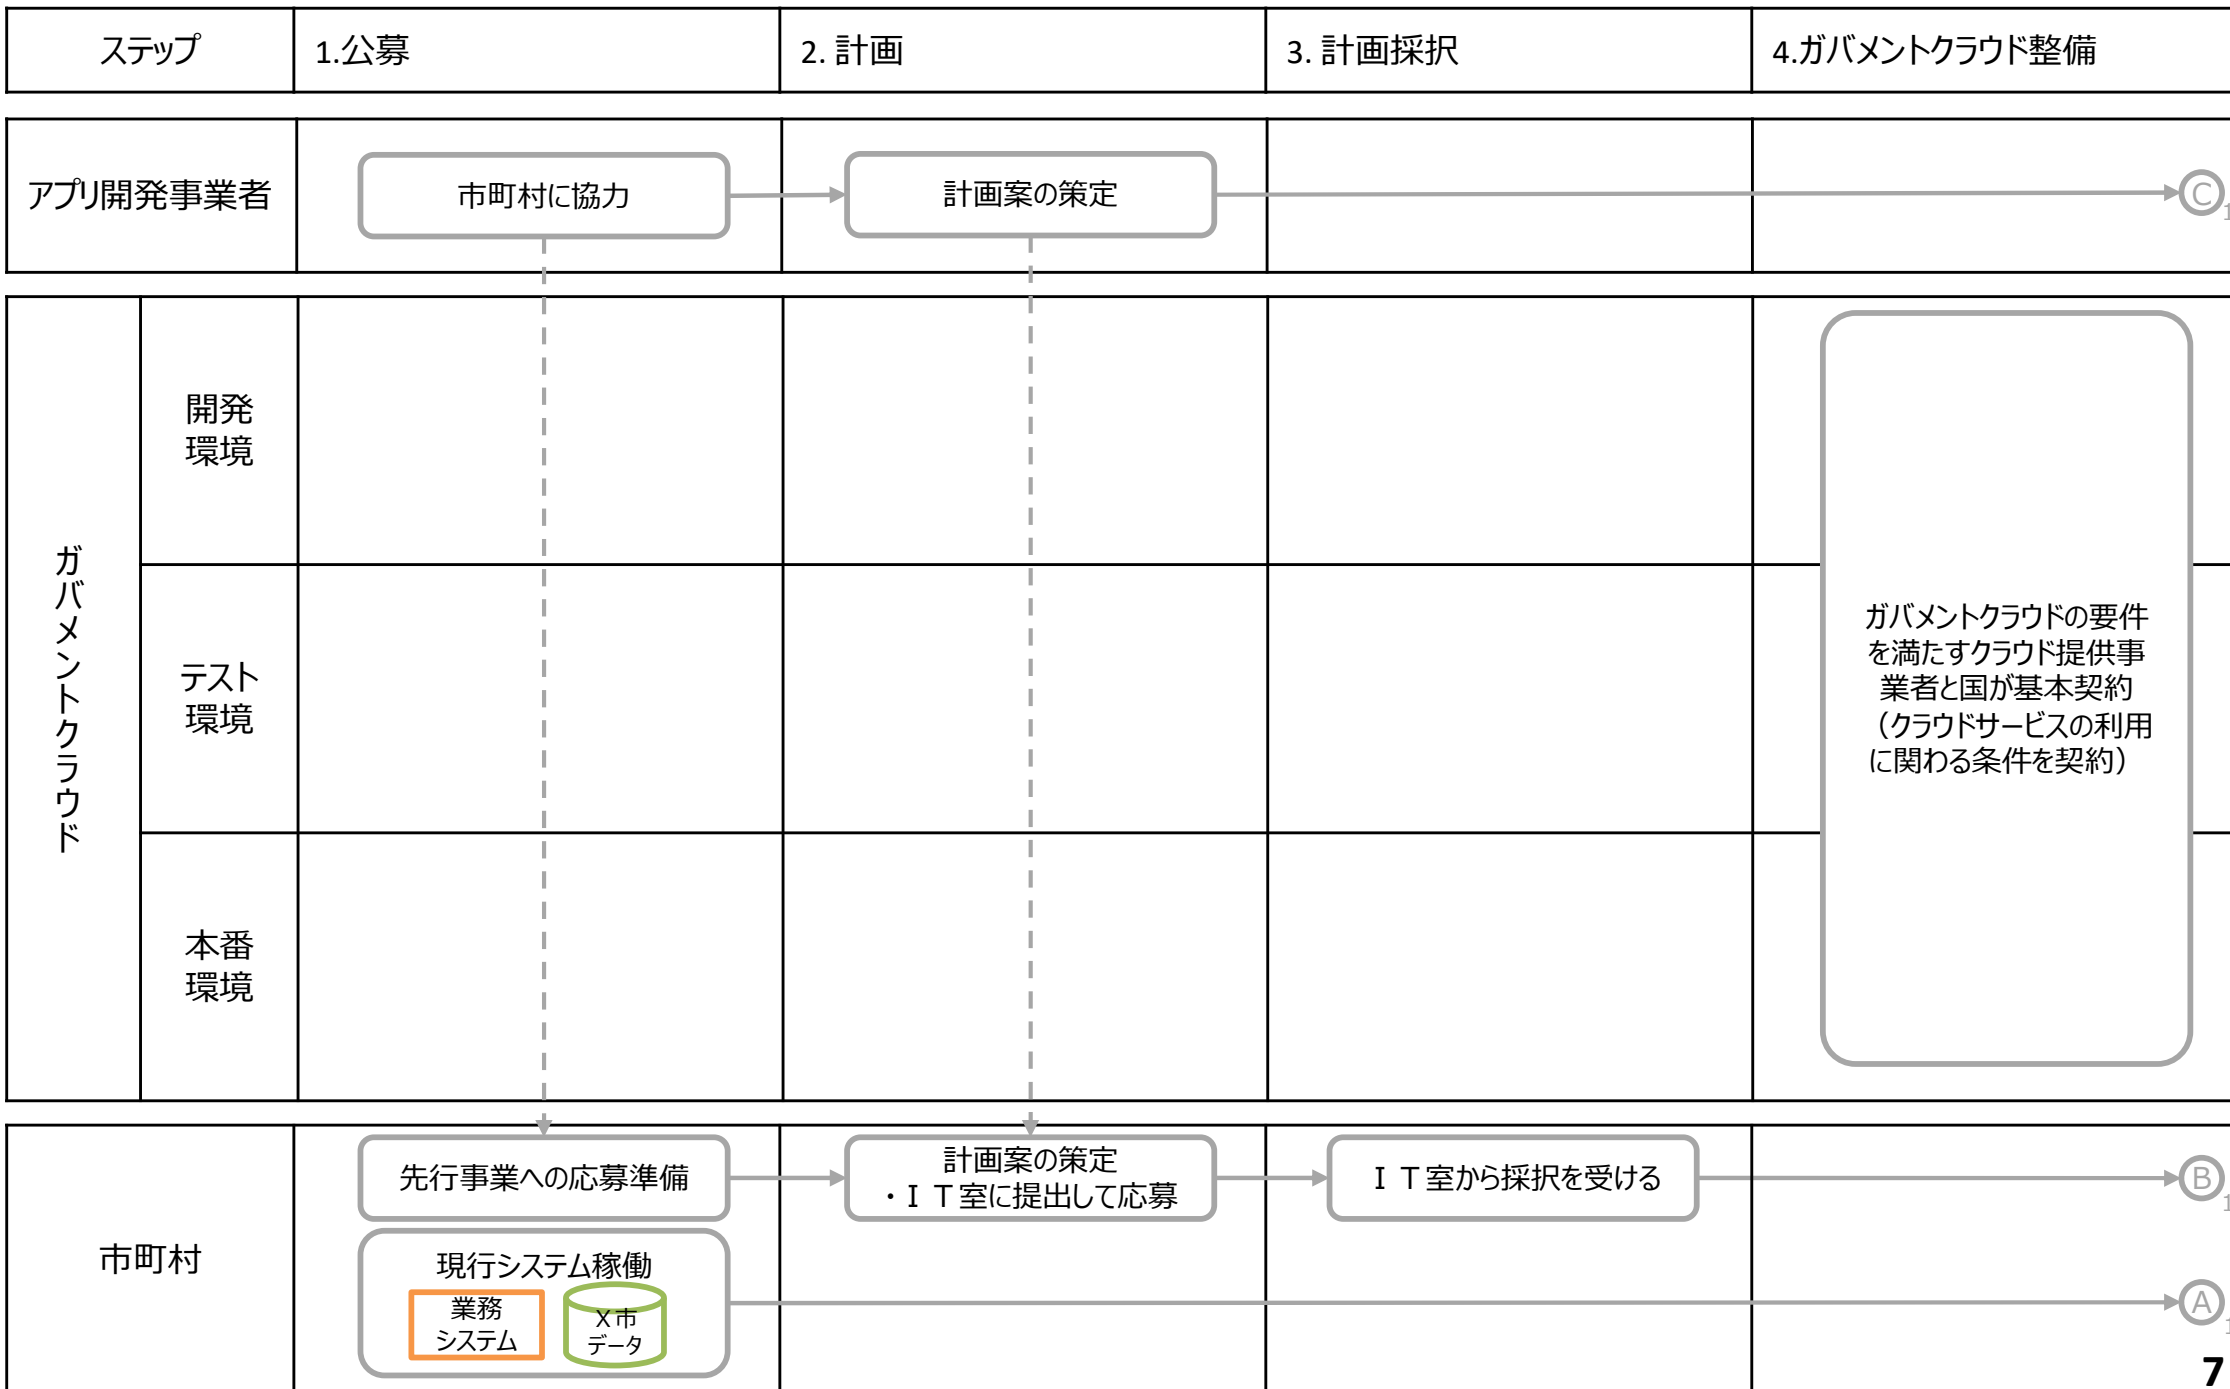 ステップ
1.公募
2. 計画
3. 計画採択
4.ガバメントクラウド整備
アプリ開発事業者
市町村に協力
計画案の策定
C
1
ガバメントクラウド
開発
環境
テスト
環境
本番
環境
ガバメントクラウドの要件
を満たすクラウド提供事
業者と国が基本契約
（クラウドサービスの利用
に関わる条件を契約）
市町村
先行事業への応募準備
計画案の策定
・ＩＴ室に提出して応募
ＩＴ室から採択を受ける
B
1
現行システム稼働
業務
システム
X市
データ
A
1
7